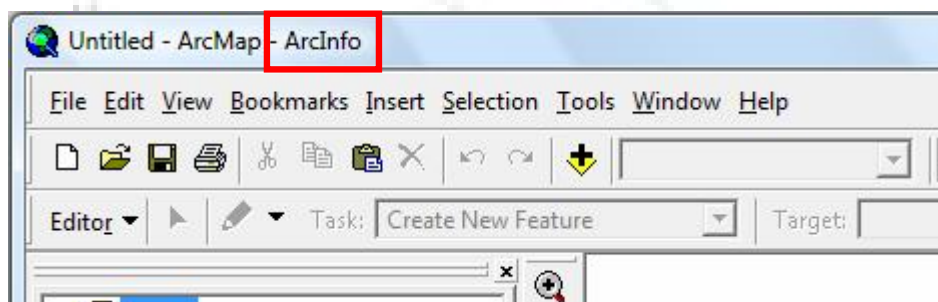 Untitled - ArcMap - ArcInfo
File Edit View Bookmarks Insert Selection Tools Window Help
Editor Task: Create New Feature Target: